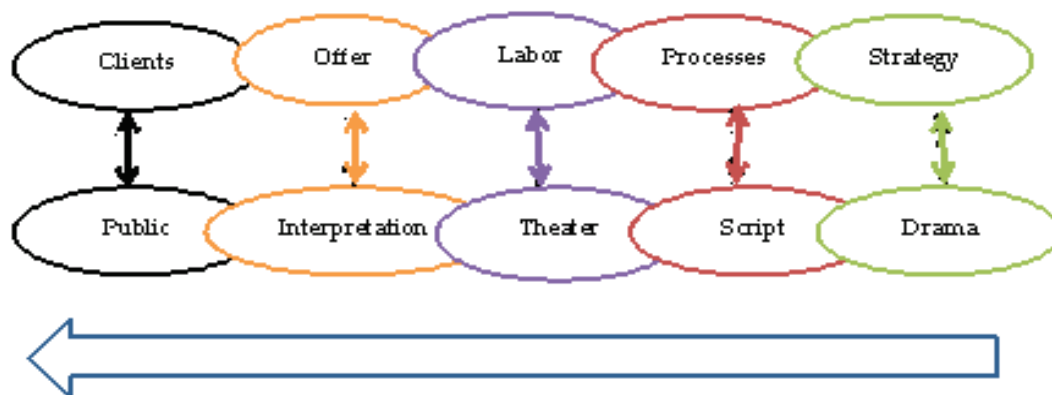 Clients Offer Labor Processes Strategy
Public Interpretation Theater Script Drama